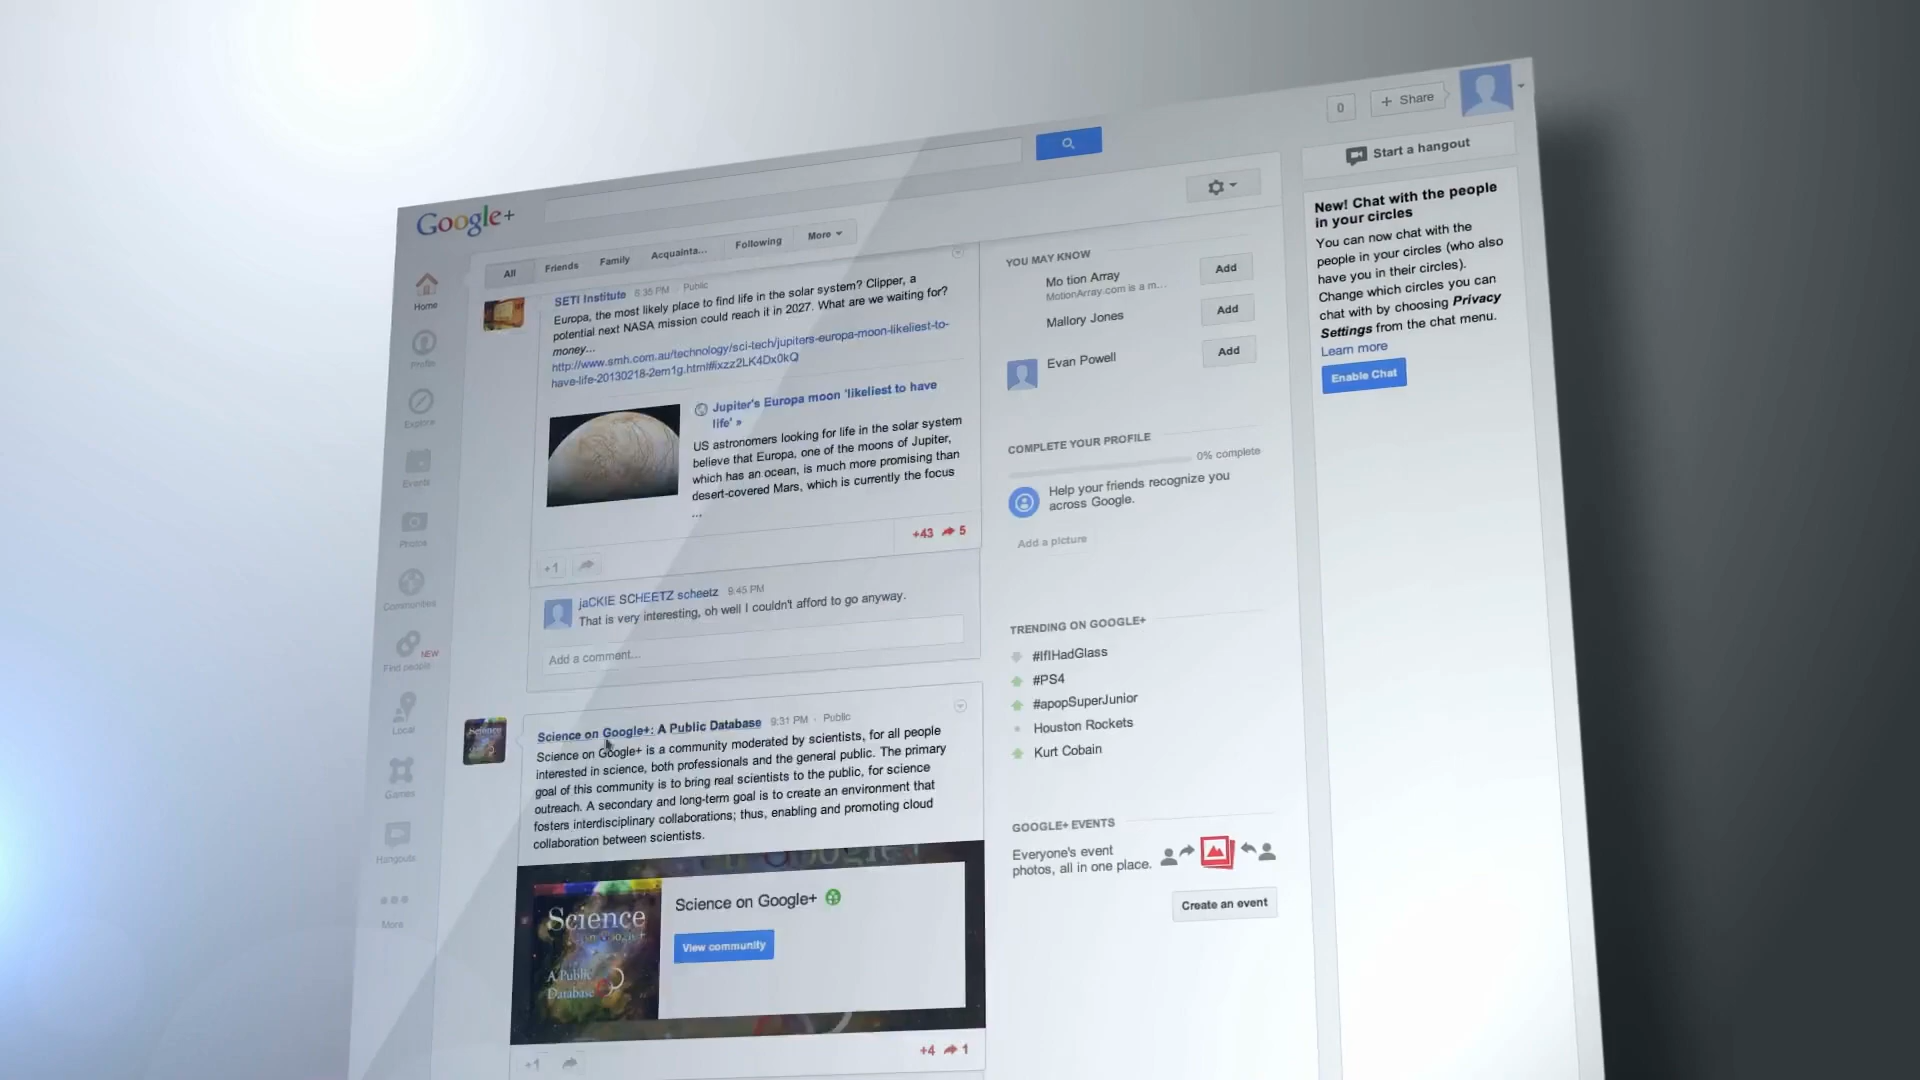 0
+ Share
Start a hangout
Google+
All
Friends
Family
Acquainta...
Following
More
Home
Profile
Explore
Events
Photos
Communities
Find people
NEW
Local
Games
Hangouts
More
SETI Institute 6:35 PM · Public
Europa, the most likely place to find life in the solar system? Clipper, a
potential next NASA mission could reach it in 2027. What are we waiting for?
money...
http://www.smh.com.au/technology/sci-tech/jupiters-europa-moon-likeliest-to-
have-life-20130218-2em1g.html#ixzz2LK4Dx0kQ
Jupiter's Europa moon 'likeliest to have
life' »
US astronomers looking for life in the solar system
believe that Europa, one of the moons of Jupiter,
which has an ocean, is much more promising than
desert-covered Mars, which is currently the focus
...
+43 5
+1
jaCKIE SCHEETZ scheetz 9:45 PM
That is very interesting, oh well I couldn't afford to go anyway.
Add a comment...
Science on Google+: A Public Database 9:31 PM · Public
Science on Google+ is a community moderated by scientists, for all people
interested in science, both professionals and the general public. The primary
goal of this community is to bring real scientists to the public, for science
outreach. A secondary and long-term goal is to create an environment that
fosters interdisciplinary collaborations; thus, enabling and promoting cloud
collaboration between scientists.
Science
on Google+
A Public
Database
Science on Google+
View community
+4 1
+1
YOU MAY KNOW
Mo tion Array
MotionArray.com is a m...
Add
Mallory Jones
Add
Evan Powell
Add
COMPLETE YOUR PROFILE
0% complete
Help your friends recognize you
across Google.
Add a picture
TRENDING ON GOOGLE+
#IfIHadGlass
#PS4
#apopSuperJunior
Houston Rockets
Kurt Cobain
GOOGLE+ EVENTS
Everyone's event
photos, all in one place.
Create an event
New! Chat with the people
in your circles
You can now chat with the
people in your circles (who also
have you in their circles).
Change which circles you can
chat with by choosing Privacy
Settings from the chat menu.
Learn more
Enable Chat